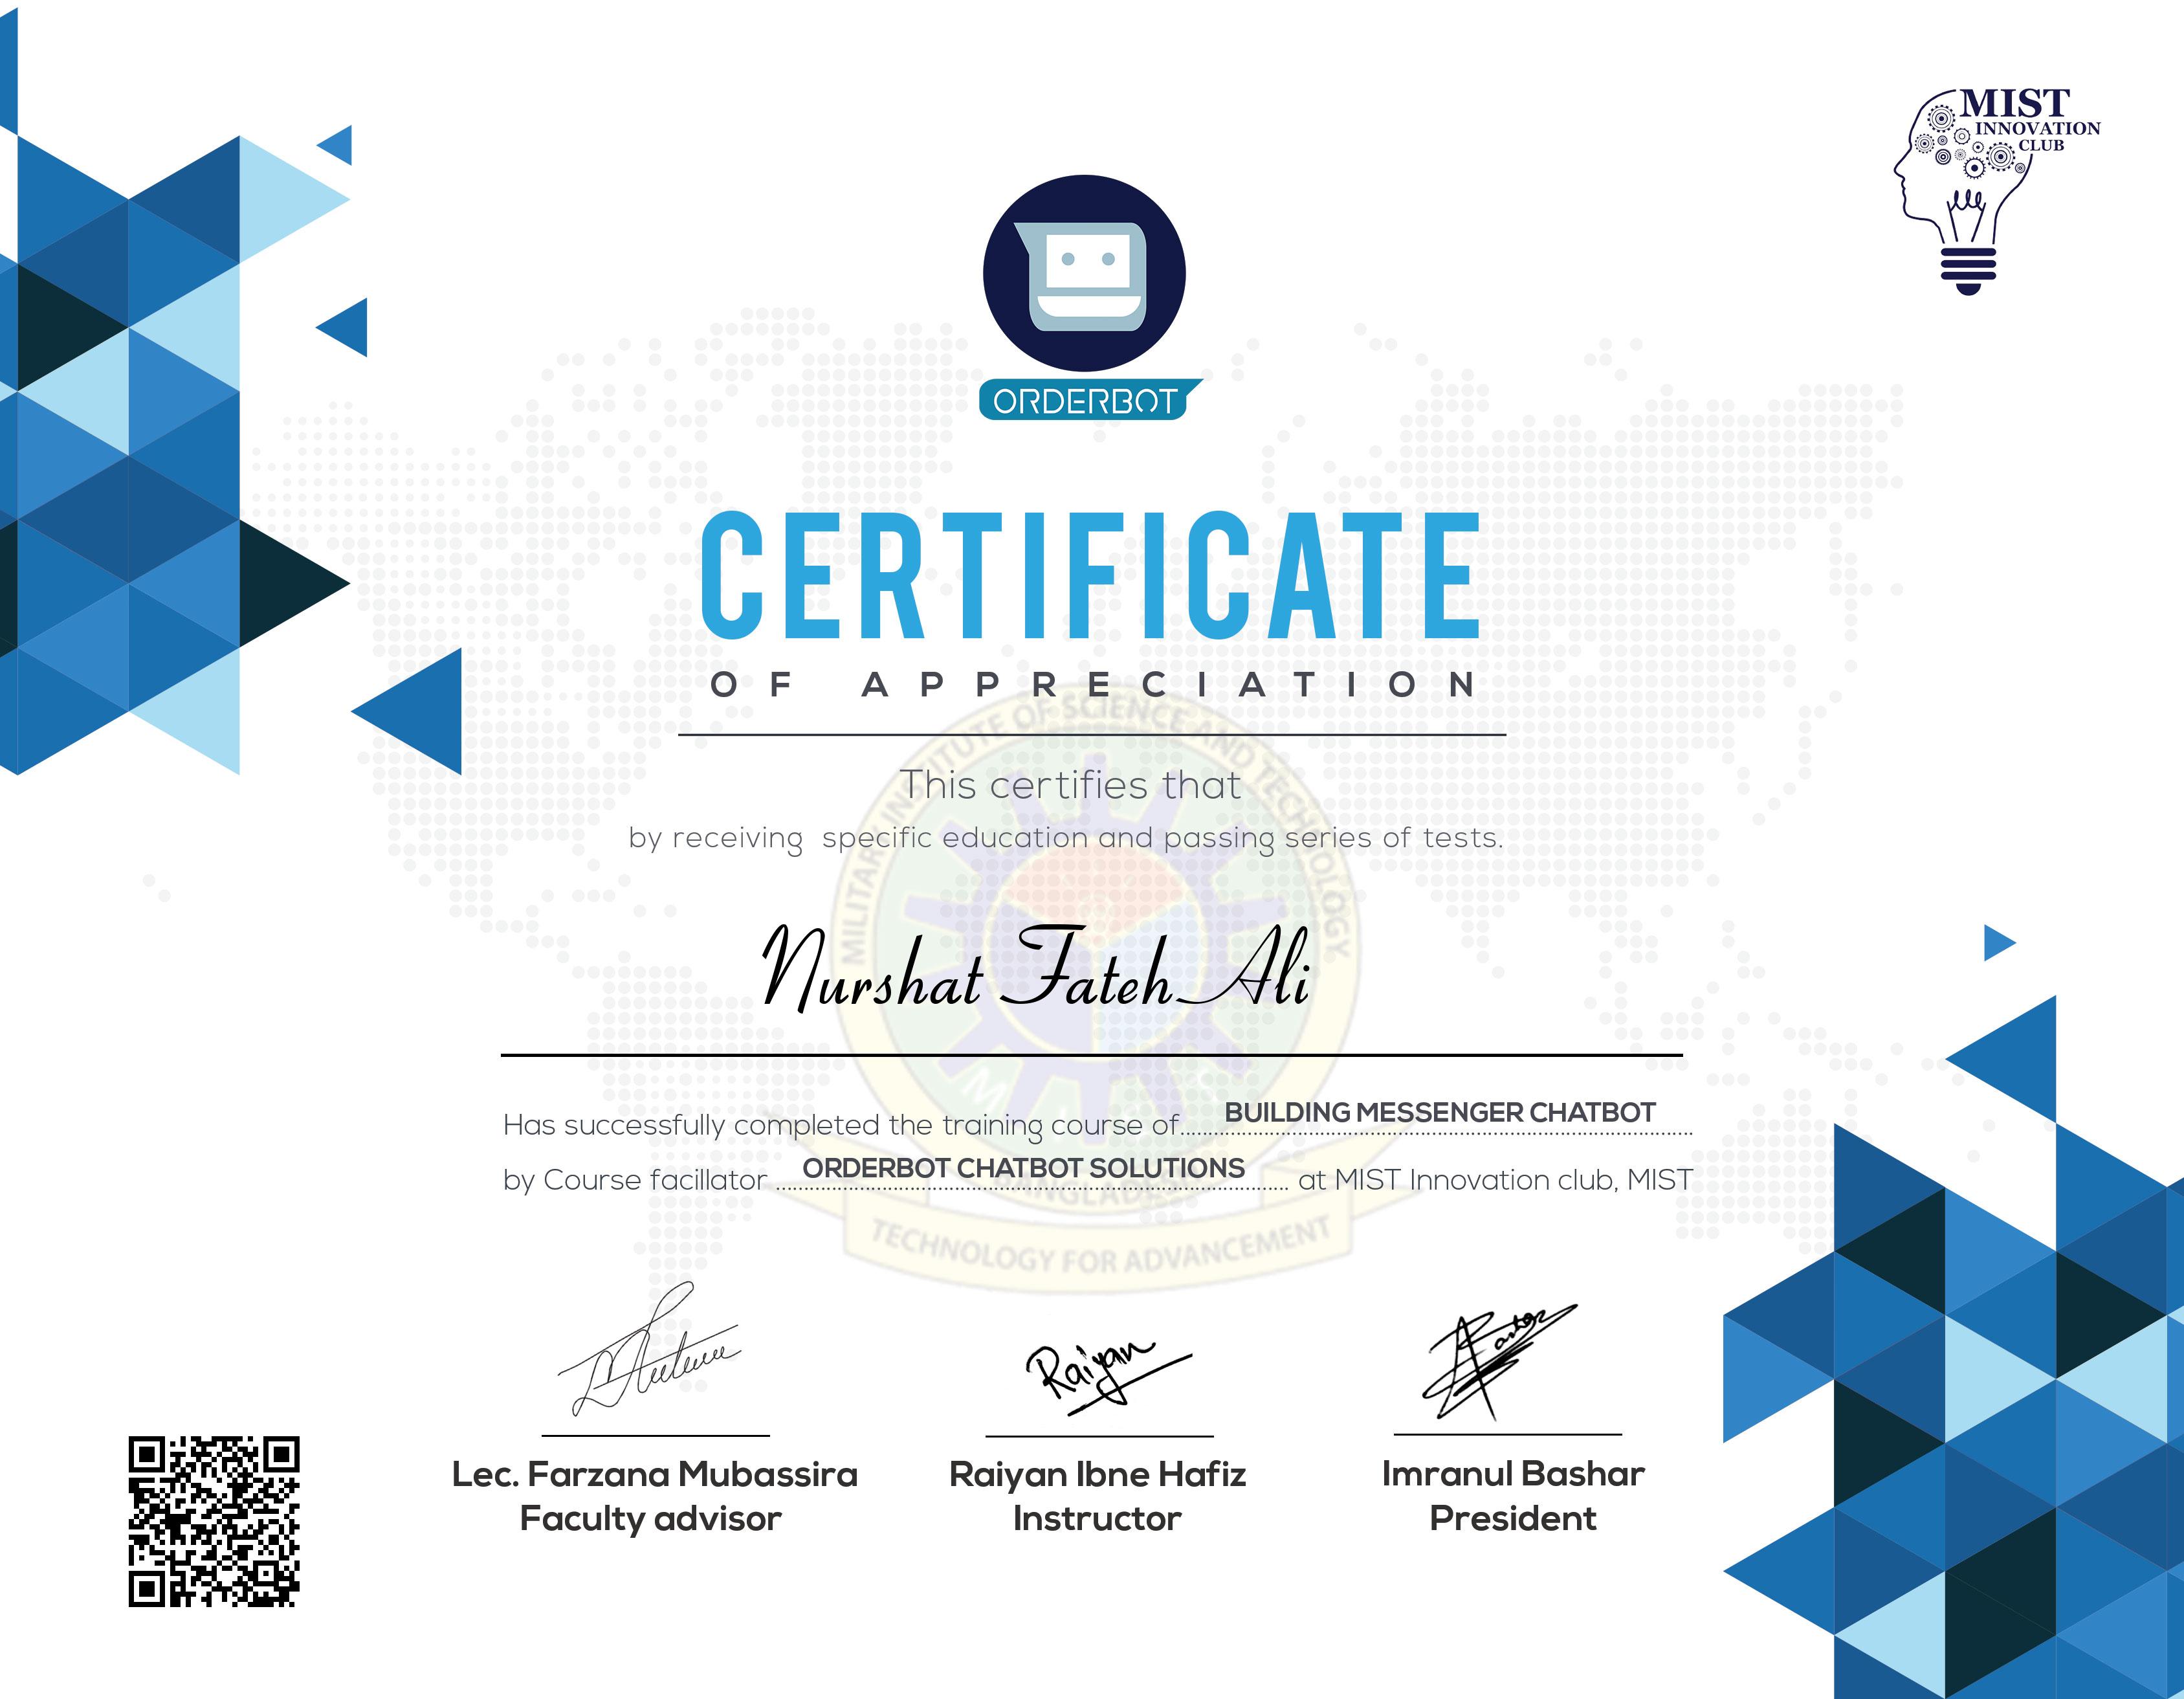 MIST
INNOVATION
CLUB
ORDERBOT
CERTIFICATE
OF APPRECIATION
MILITARY INSTITUTE OF SCIENCE AND TECHNOLOGY
This certifies that
by receiving specific education and passing series of tests.
Nurshat Fateh Ali
Has successfully completed the training course of BUILDING MESSENGER CHATBOT
by Course facillator ORDERBOT CHATBOT SOLUTIONS at MIST Innovation club, MIST
BANGLADESH
TECHNOLOGY FOR ADVANCEMENT
Raiyan
Lec. Farzana Mubassira
Faculty advisor
Raiyan Ibne Hafiz
Instructor
Imranul Bashar
President